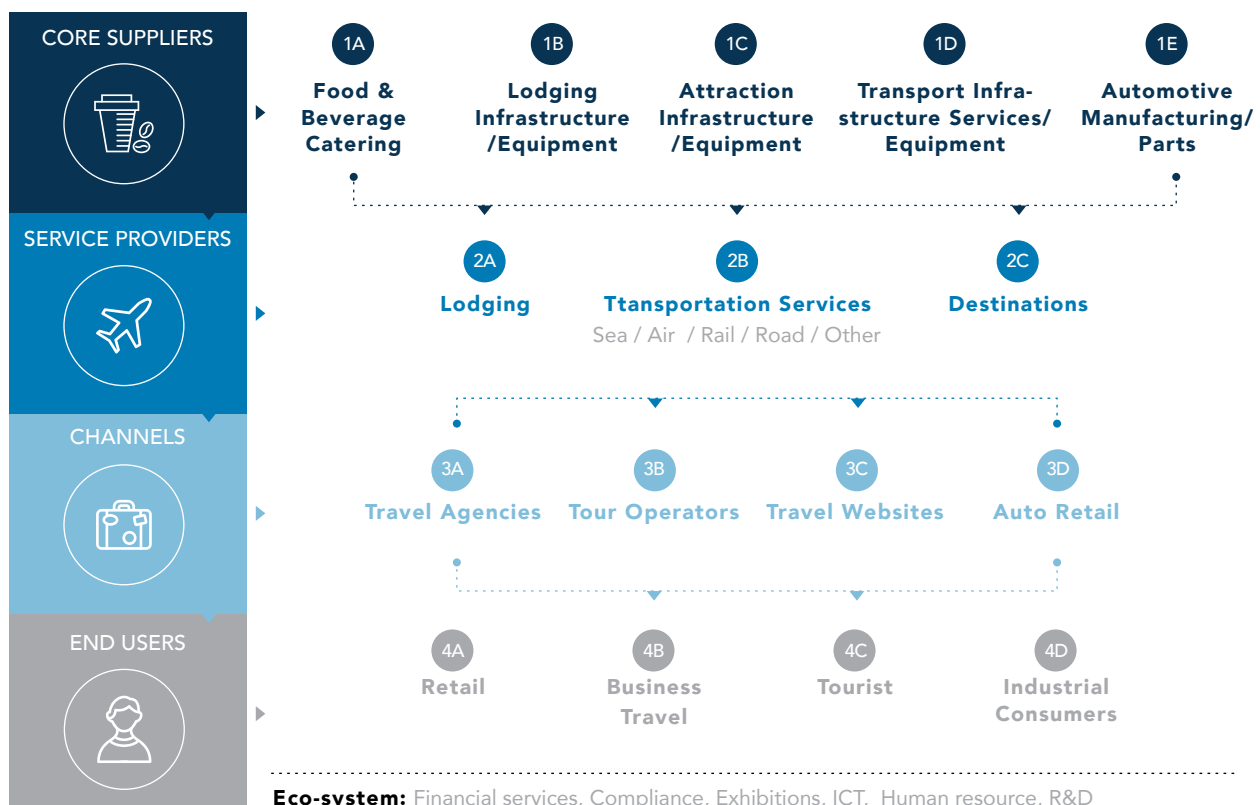 CORE SUPPLIERS
1A
1B
1C
1D
1E
Food &
Beverage
Catering
Lodging
Infrastructure
/Equipment
Attraction
Infrastructure
/Equipment
Transport Infra-
structure Services/
Equipment
Automotive
Manufacturing/
Parts
SERVICE PROVIDERS
2A
2B
2C
Lodging
Ttansportation Services
Destinations
Sea / Air / Rail / Road / Other
CHANNELS
3A
3B
3C
3D
Travel Agencies
Tour Operators
Travel Websites
Auto Retail
END USERS
4A
4B
4C
4D
Retail
Business
Travel
Tourist
Industrial
Consumers
Eco-system: Financial services, Compliance, Exhibitions, ICT, Human resource, R&D